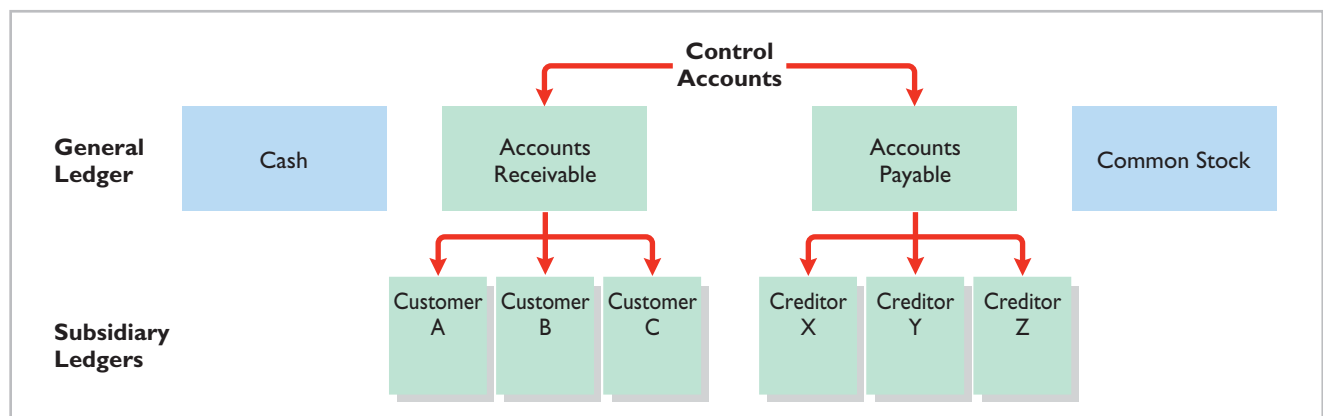 Control
Accounts
General
Ledger
Cash
Accounts
Receivable
Accounts
Payable
Common Stock
Subsidiary
Ledgers
Customer
A
Customer
B
Customer
C
Creditor
X
Creditor
Y
Creditor
Z